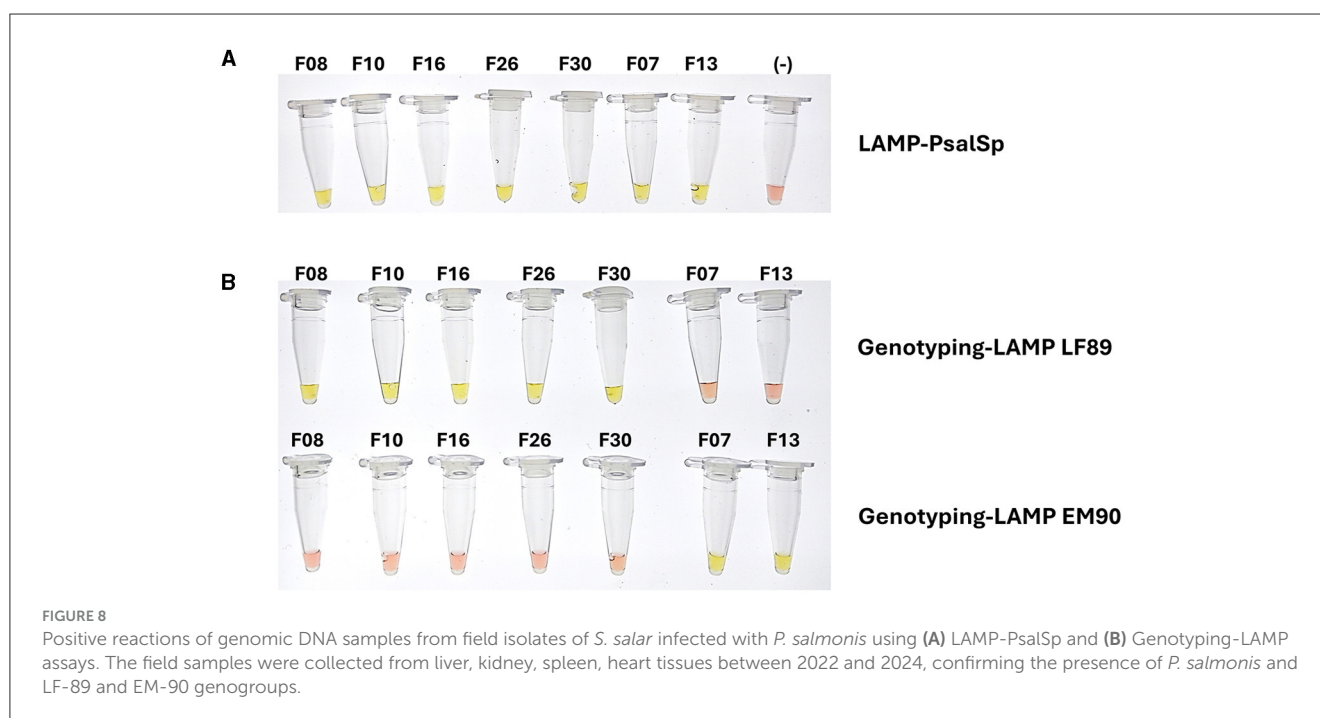 A
F08 F10 F16 F26 F30 F07 F13 (-)
LAMP-PsalSp
B
F08 F10 F16 F26 F30 F07 F13
Genotyping-LAMP LF89
F08 F10 F16 F26 F30 F07 F13
Genotyping-LAMP EM90
FIGURE 8
Positive reactions of genomic DNA samples from field isolates of S. salar infected with P. salmonis using (A) LAMP-PsalSp and (B) Genotyping-LAMP
assays. The field samples were collected from liver, kidney, spleen, heart tissues between 2022 and 2024, confirming the presence of P. salmonis and
LF-89 and EM-90 genogroups.